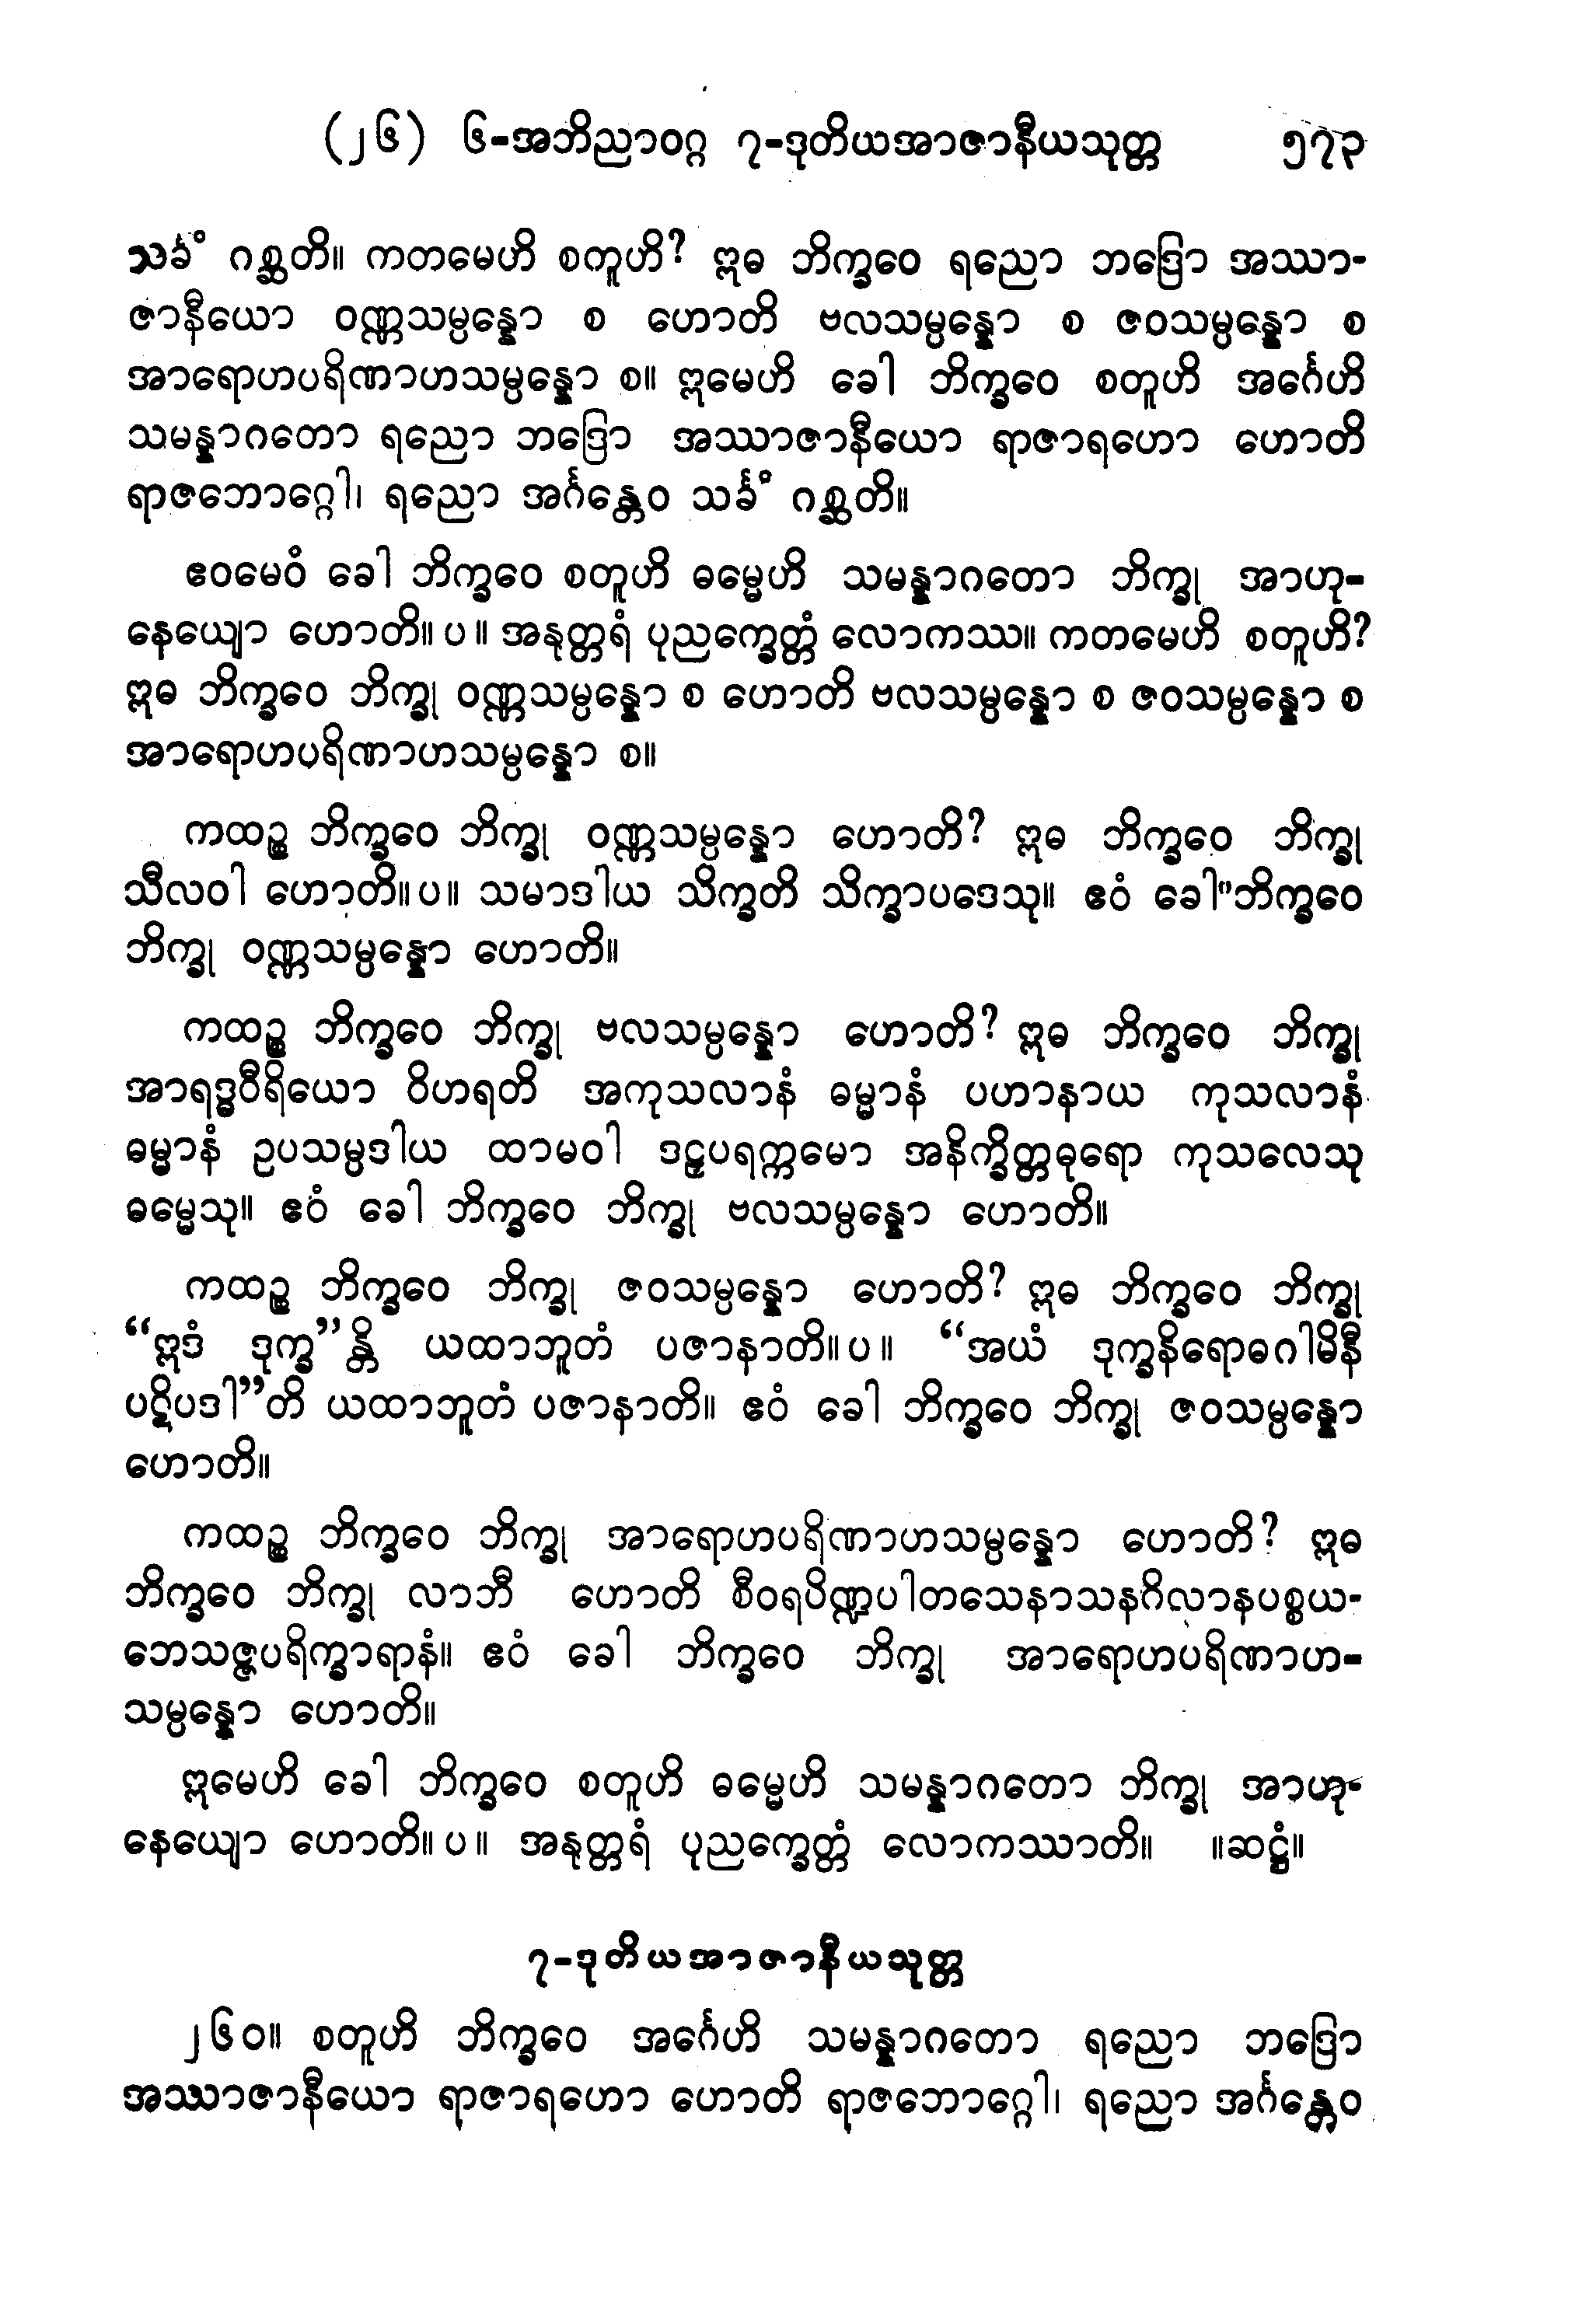 (၂၆) ၆-အဘိညာဝဂ္ဂ ၇-ဒုတိယအာဇာနီယသုတ္တ ၅၇၃
သင်္ခံ ဂစ္ဆတိ။ ကတမေဟိ စတူဟိ? ဣဓ ဘိက္ခဝေ ရညော ဘဒြော အဿာ-
ဇာနီယော ဝဏ္ဏသမ္ပန္နော စ ဟောတိ ဗလသမ္ပန္နော စ ဇဝသမ္ပန္နော စ
အာရောဟပရိဏာဟသမ္ပန္နော စ။ ဣမေဟိ ခေါ ဘိက္ခဝေ စတူဟိ အင်္ဂေဟိ
သမန္နာဂတော ရညော ဘဒြော အဿာဇာနီယော ရာဇာရဟော ဟောတိ
ရာဇဘောဂ္ဂေါ၊ ရညော အင်္ဂန္တေဝ သင်္ခံ ဂစ္ဆတိ။
ဧဝမေဝံ ခေါ ဘိက္ခဝေ စတူဟိ ဓမ္မေဟိ သမန္နာဂတော ဘိက္ခု အာဟု-
နေယျော ဟောတိ။ပ။ အနုတ္တရံ ပုညက္ခေတ္တံ လောကဿ။ ကတမေဟိ စတူဟိ?
ဣဓ ဘိက္ခဝေ ဘိက္ခု ဝဏ္ဏသမ္ပန္နော စ ဟောတိ ဗလသမ္ပန္နော စ ဇဝသမ္ပန္နော စ
အာရောဟပရိဏာဟသမ္ပန္နော စ။
ကထဉ္စ ဘိက္ခဝေ ဘိက္ခု ဝဏ္ဏသမ္ပန္နော ဟောတိ? ဣဓ ဘိက္ခဝေ ဘိက္ခု
သီလဝါ ဟောတိ။ပ။ သမာဒါယ သိက္ခတိ သိက္ခာပဒေသု။ ဧဝံ ခေါ ဘိက္ခဝေ
ဘိက္ခု ဝဏ္ဏသမ္ပန္နော ဟောတိ။
ကထဉ္စ ဘိက္ခဝေ ဘိက္ခု ဗလသမ္ပန္နော ဟောတိ? ဣဓ ဘိက္ခဝေ ဘိက္ခု
အာရဒ္ဓဝီရိယော ဝိဟရတိ အကုသလာနံ ဓမ္မာနံ ပဟာနာယ ကုသလာနံ
ဓမ္မာနံ ဥပသမ္ပဒါယ ထာမဝါ ဒဠှပရက္ကမော အနိက္ခိတ္တဓုရော ကုသလေသု
ဓမ္မေသု။ ဧဝံ ခေါ ဘိက္ခဝေ ဘိက္ခု ဗလသမ္ပန္နော ဟောတိ။
ကထဉ္စ ဘိက္ခဝေ ဘိက္ခု ဇဝသမ္ပန္နော ဟောတိ? ဣဓ ဘိက္ခဝေ ဘိက္ခု
“ဣဒံ ဒုက္ခ”န္တိ ယထာဘူတံ ပဇာနာတိ။ပ။ “အယံ ဒုက္ခနိရောဓဂါမိနီ
ပဋိပဒါ”တိ ယထာဘူတံ ပဇာနာတိ။ ဧဝံ ခေါ ဘိက္ခဝေ ဘိက္ခု ဇဝသမ္ပန္နော
ဟောတိ။
ကထဉ္စ ဘိက္ခဝေ ဘိက္ခု အာရောဟပရိဏာဟသမ္ပန္နော ဟောတိ? ဣဓ
ဘိက္ခဝေ ဘိက္ခု လာဘီ ဟောတိ စီဝရပိဏ္ဍပါတသေနာသနဂိလာနပစ္စယ-
ဘေသဇ္ဇပရိက္ခာရာနံ။ ဧဝံ ခေါ ဘိက္ခဝေ ဘိက္ခု အာရောဟပရိဏာဟ-
သမ္ပန္နော ဟောတိ။
ဣမေဟိ ခေါ ဘိက္ခဝေ စတူဟိ ဓမ္မေဟိ သမန္နာဂတော ဘိက္ခု အာဟု-
နေယျော ဟောတိ။ပ။ အနုတ္တရံ ပုညက္ခေတ္တံ လောကဿာတိ။ ။ဆဋ္ဌံ။
၇-ဒုတိယအာဇာနီယသုတ္တ
၂၆၀။ စတူဟိ ဘိက္ခဝေ အင်္ဂေဟိ သမန္နာဂတော ရညော ဘဒြော
အဿာဇာနီယော ရာဇာရဟော ဟောတိ ရာဇဘောဂ္ဂေါ၊ ရညော အင်္ဂန္တေဝ